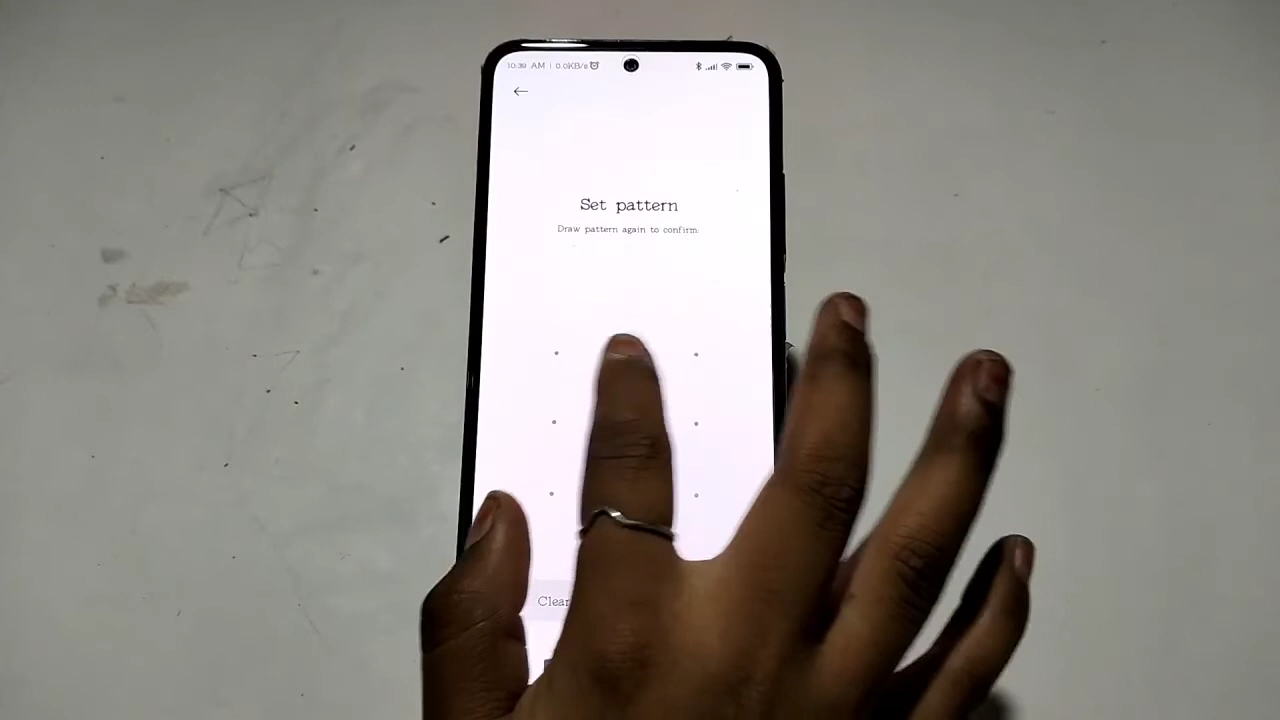 10:39 AM | 0.0KB/s
Set pattern
Draw pattern again to confirm.
Clear